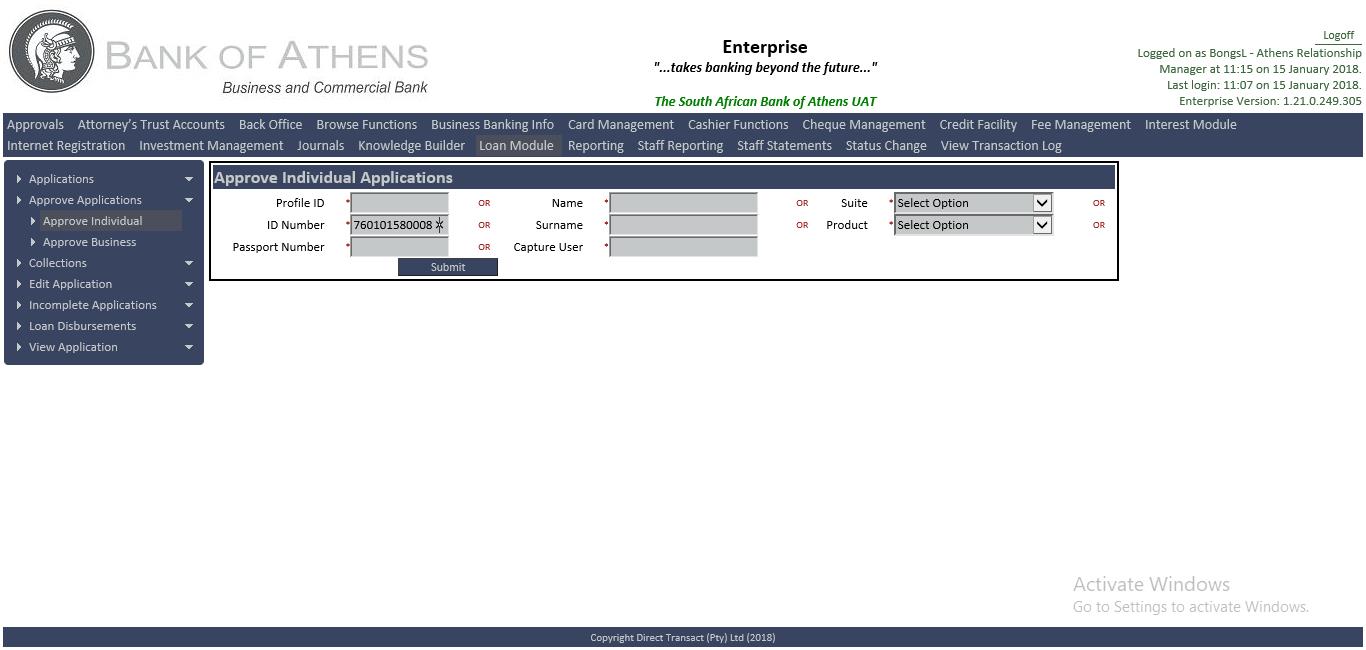 BANK OF ATHENS
Business and Commercial Bank
Enterprise
"...takes banking beyond the future..."
The South African Bank of Athens UAT
Logoff
Logged on as BongsL - Athens Relationship
Manager at 11:15 on 15 January 2018.
Last login: 11:07 on 15 January 2018.
Enterprise Version: 1.21.0.249.305
Approvals Attorney's Trust Accounts Back Office Browse Functions Business Banking Info Card Management Cashier Functions Cheque Management Credit Facility Fee Management Interest Module
Internet Registration Investment Management Journals Knowledge Builder Loan Module Reporting Staff Reporting Staff Statements Status Change View Transaction Log
Applications
Approve Applications
Approve Individual
Approve Business
Collections
Edit Application
Incomplete Applications
Loan Disbursements
View Application
Approve Individual Applications
Profile ID * OR Name * OR Suite * Select Option OR
ID Number * 760101580008 OR Surname * OR Product * Select Option OR
Passport Number * OR Capture User *
Submit
Activate Windows
Go to Settings to activate Windows.
Copyright Direct Transact (Pty) Ltd (2018)